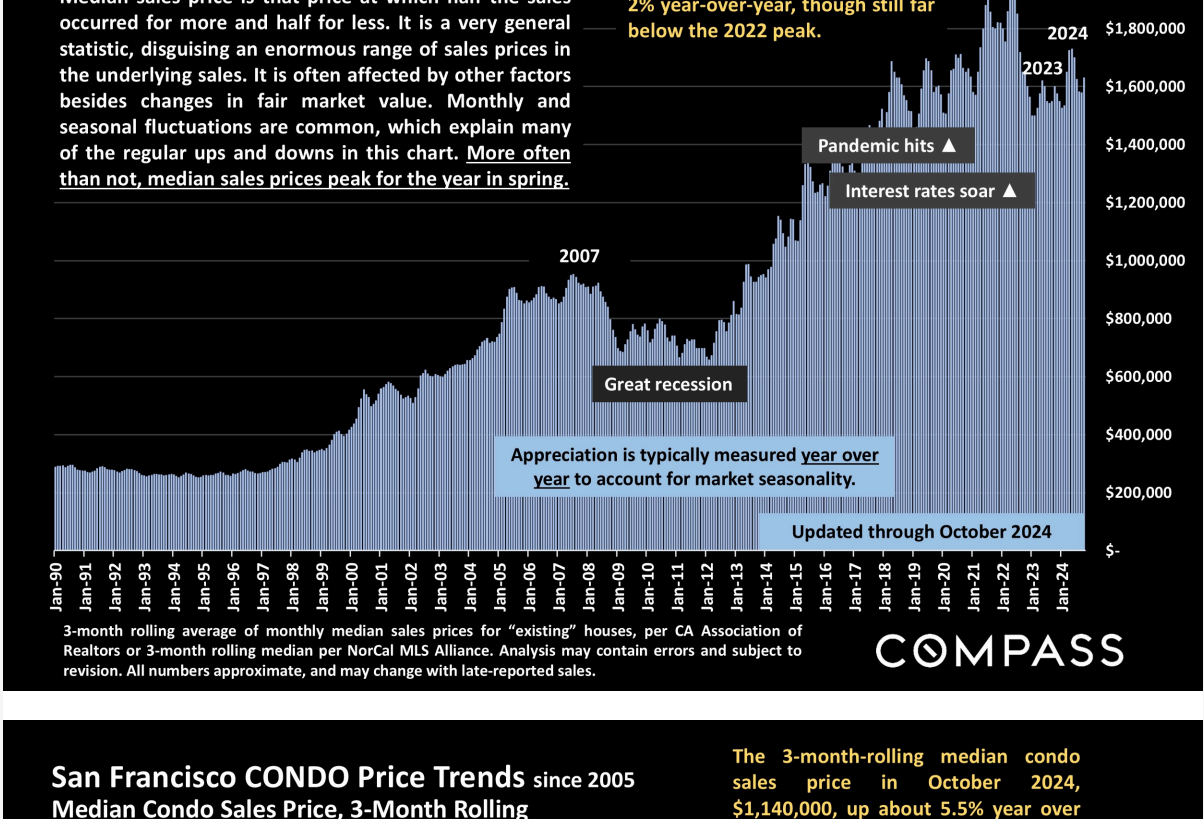 Median sales price is that price at which half the sales
occurred for more and half for less. It is a very general
statistic, disguising an enormous range of sales prices in
the underlying sales. It is often affected by other factors
besides changes in fair market value. Monthly and
seasonal fluctuations are common, which explain many
of the regular ups and downs in this chart. More often
than not, median sales prices peak for the year in spring.
2% year-over-year, though still far
below the 2022 peak.
2024
2023
Pandemic hits ▲
Interest rates soar ▲
2007
Great recession
Appreciation is typically measured year over
year to account for market seasonality.
Updated through October 2024
$1,800,000
$1,600,000
$1,400,000
$1,200,000
$1,000,000
$800,000
$600,000
$400,000
$200,000
$-
Jan-90
Jan-91
Jan-92
Jan-93
Jan-94
Jan-95
Jan-96
Jan-97
Jan-98
Jan-99
Jan-00
Jan-01
Jan-02
Jan-03
Jan-04
Jan-05
Jan-06
Jan-07
Jan-08
Jan-09
Jan-10
Jan-11
Jan-12
Jan-13
Jan-14
Jan-15
Jan-16
Jan-17
Jan-18
Jan-19
Jan-20
Jan-21
Jan-22
Jan-23
Jan-24
3-month rolling average of monthly median sales prices for “existing” houses, per CA Association of
Realtors or 3-month rolling median per NorCal MLS Alliance. Analysis may contain errors and subject to
revision. All numbers approximate, and may change with late-reported sales.
COMPASS
San Francisco CONDO Price Trends since 2005
Median Condo Sales Price, 3-Month Rolling
The 3-month-rolling median condo
sales price in October 2024,
$1,140,000, up about 5.5% year over